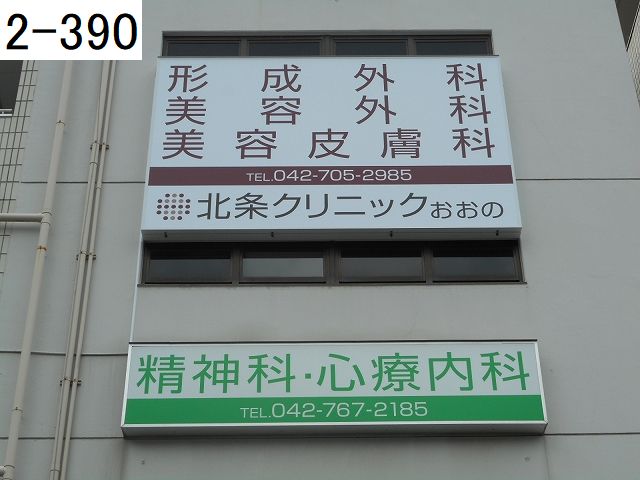 2-390
形成外科
美容外科
美容皮膚科
TEL.042-705-2985
北条クリニックおおの
精神科・心療内科
TEL.042-767-2185